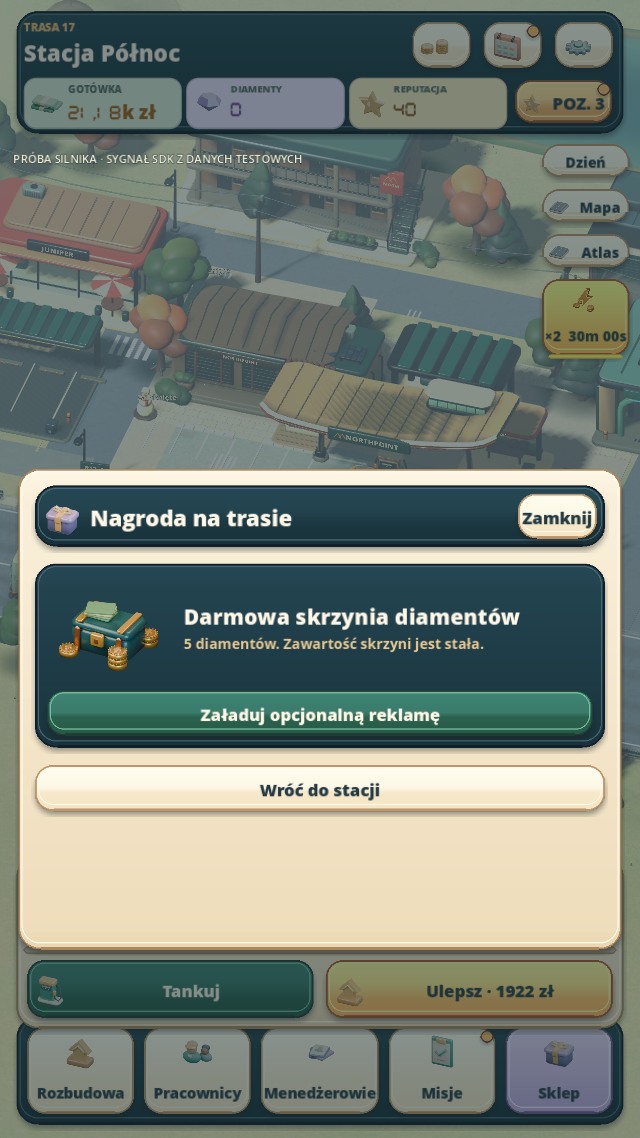 TRASA 17
Stacja Północ
GOTÓWKA
DIAMENTY
0
REPUTACJA
40
POZ. 3
PRÓBA SILNIKA · SYGNAŁ SDK Z DANYCH TESTOWYCH
Dzień
Mapa
Atlas
×2 30m 00s
JUNIPER
NORTHPOINT
NORTHPOINT
Nagroda na trasie
Zamknij
Darmowa skrzynia diamentów
5 diamentów. Zawartość skrzyni jest stała.
Załaduj opcjonalną reklamę
Wróć do stacji
Tankuj
Ulepsz · 1922 zł
Rozbudowa
Pracownicy
Menedżerowie
Misje
Sklep